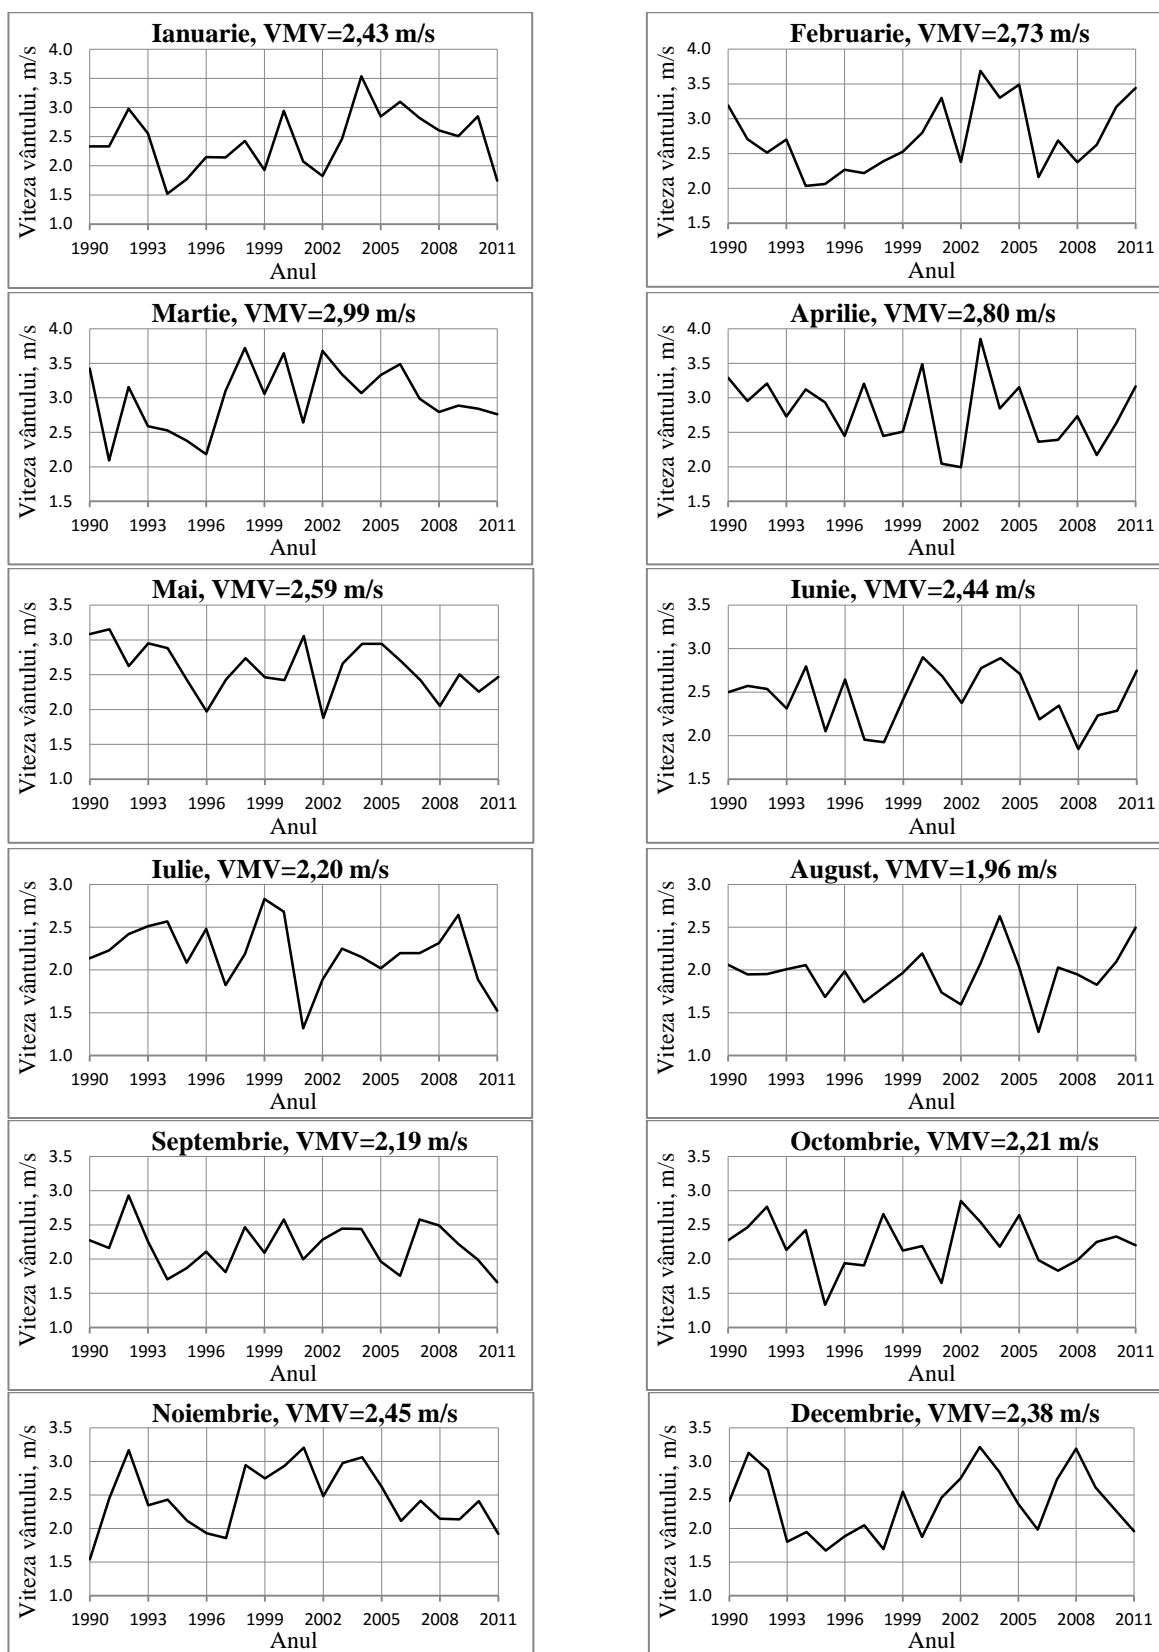 Ianuarie, VMV=2,43 m/s
Viteza vântului, m/s
4.0
3.5
3.0
2.5
2.0
1.5
1.0
1990 1993 1996 1999 2002 2005 2008 2011
Anul
Februarie, VMV=2,73 m/s
Viteza vântului, m/s
4.0
3.5
3.0
2.5
2.0
1.5
1990 1993 1996 1999 2002 2005 2008 2011
Anul
Martie, VMV=2,99 m/s
Viteza vântului, m/s
4.0
3.5
3.0
2.5
2.0
1.5
1990 1993 1996 1999 2002 2005 2008 2011
Anul
Aprilie, VMV=2,80 m/s
Viteza vântului, m/s
4.0
3.5
3.0
2.5
2.0
1.5
1990 1993 1996 1999 2002 2005 2008 2011
Anul
Mai, VMV=2,59 m/s
Viteza vântului, m/s
3.5
3.0
2.5
2.0
1.5
1.0
1990 1993 1996 1999 2002 2005 2008 2011
Anul
Iunie, VMV=2,44 m/s
Viteza vântului, m/s
3.5
3.0
2.5
2.0
1.5
1990 1993 1996 1999 2002 2005 2008 2011
Anul
Iulie, VMV=2,20 m/s
Viteza vântului, m/s
3.0
2.5
2.0
1.5
1.0
1990 1993 1996 1999 2002 2005 2008 2011
Anul
August, VMV=1,96 m/s
Viteza vântului, m/s
3.0
2.5
2.0
1.5
1.0
1990 1993 1996 1999 2002 2005 2008 2011
Anul
Septembrie, VMV=2,19 m/s
Viteza vântului, m/s
3.5
3.0
2.5
2.0
1.5
1.0
1990 1993 1996 1999 2002 2005 2008 2011
Anul
Octombrie, VMV=2,21 m/s
Viteza vântului, m/s
3.5
3.0
2.5
2.0
1.5
1.0
1990 1993 1996 1999 2002 2005 2008 2011
Anul
Noiembrie, VMV=2,45 m/s
Viteza vântului, m/s
3.5
3.0
2.5
2.0
1.5
1.0
1990 1993 1996 1999 2002 2005 2008 2011
Anul
Decembrie, VMV=2,38 m/s
Viteza vântului, m/s
3.5
3.0
2.5
2.0
1.5
1.0
1990 1993 1996 1999 2002 2005 2008 2011
Anul